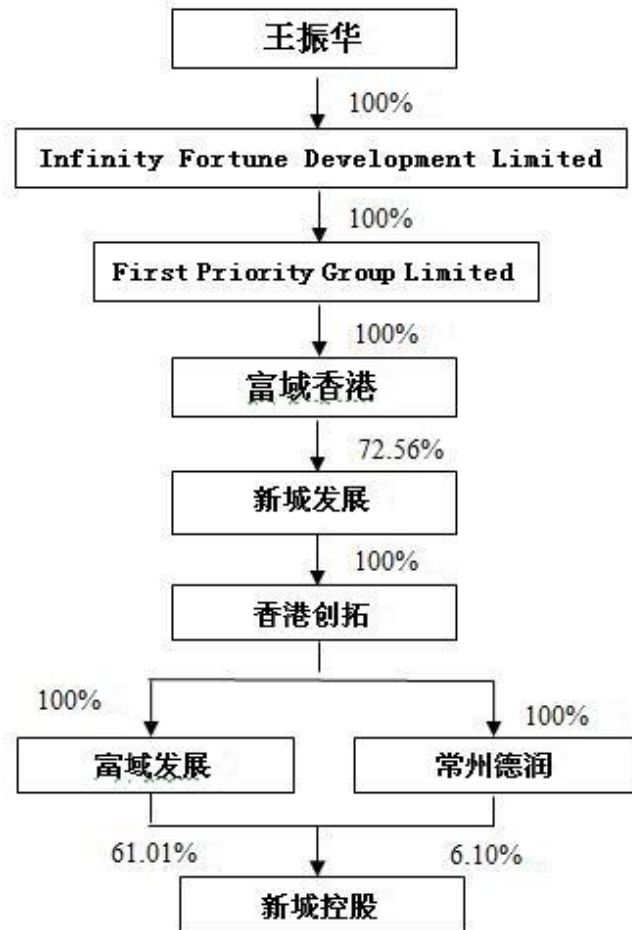 王振华
100%
Infinity Fortune Development Limited
100%
First Priority Group Limited
100%
富域香港
72.56%
新城发展
100%
香港创拓
100%
100%
富域发展
常州德润
61.01%
6.10%
新城控股